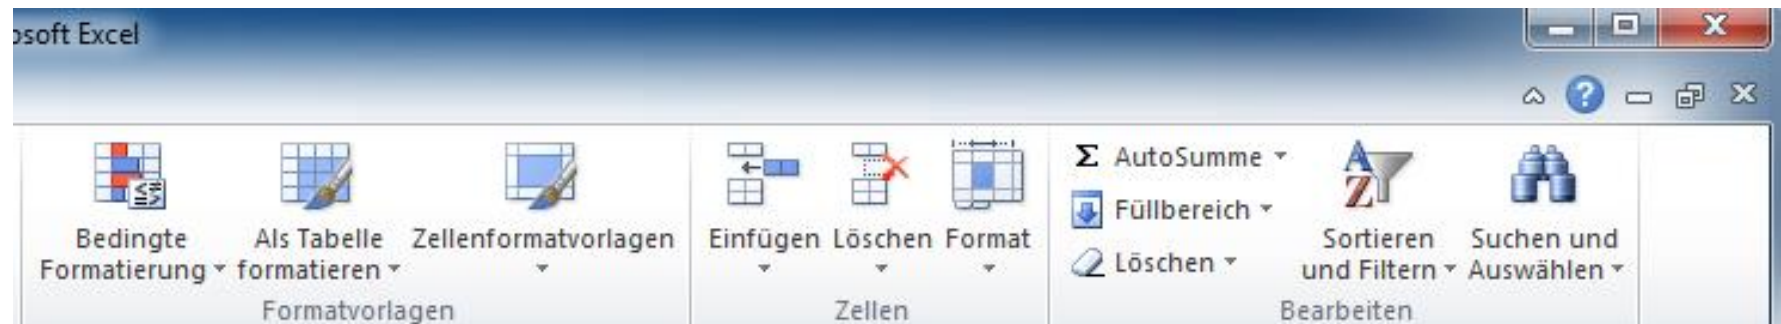 osoft Excel
Bedingte Formatierung
Als Tabelle formatieren
Zellenformatvorlagen
Formatvorlagen
Einfügen
Löschen
Format
Zellen
Σ AutoSumme
Füllbereich
Löschen
Sortieren und Filtern
Suchen und Auswählen
Bearbeiten